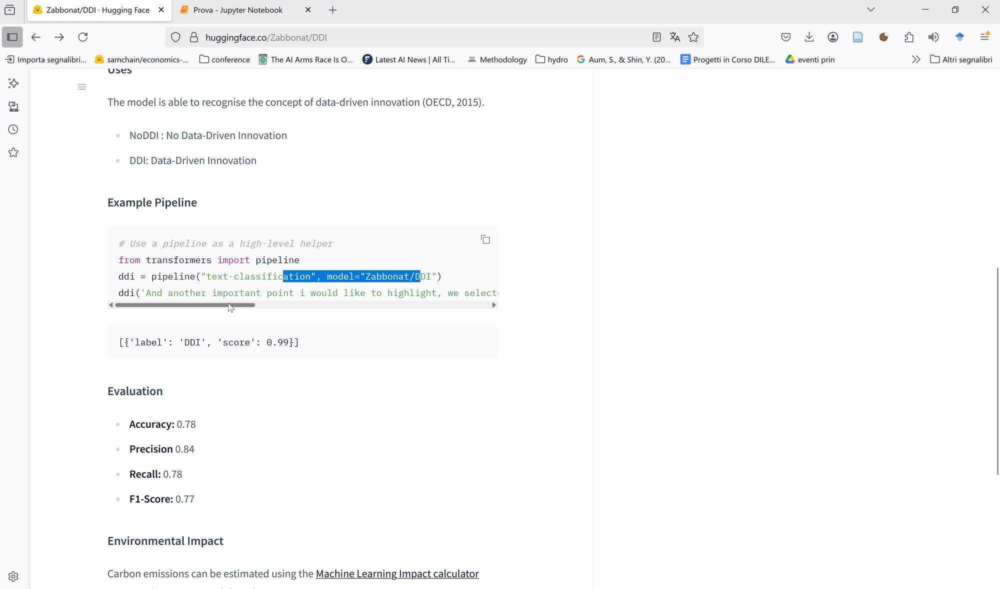 Zabbonat/DDI · Hugging Face
Prova - Jupyter Notebook
huggingface.co/Zabbonat/DDI
Importa segnalibri...
samchain/economics-...
conference
The AI Arms Race Is O...
Latest AI News | All Ti...
Methodology
hydro
Aum, S., & Shin, Y. (20...
Progetti in Corso DILE...
eventi prin
Altri segnalibri
Uses
The model is able to recognise the concept of data-driven innovation (OECD, 2015).
NoDDI : No Data-Driven Innovation
DDI: Data-Driven Innovation
Example Pipeline
# Use a pipeline as a high-level helper
from transformers import pipeline
ddi = pipeline("text-classification", model="Zabbonat/DDI")
ddi('And another important point i would like to highlight, we select
[{'label': 'DDI', 'score': 0.99}]
Evaluation
Accuracy: 0.78
Precision 0.84
Recall: 0.78
F1-Score: 0.77
Environmental Impact
Carbon emissions can be estimated using the Machine Learning Impact calculator